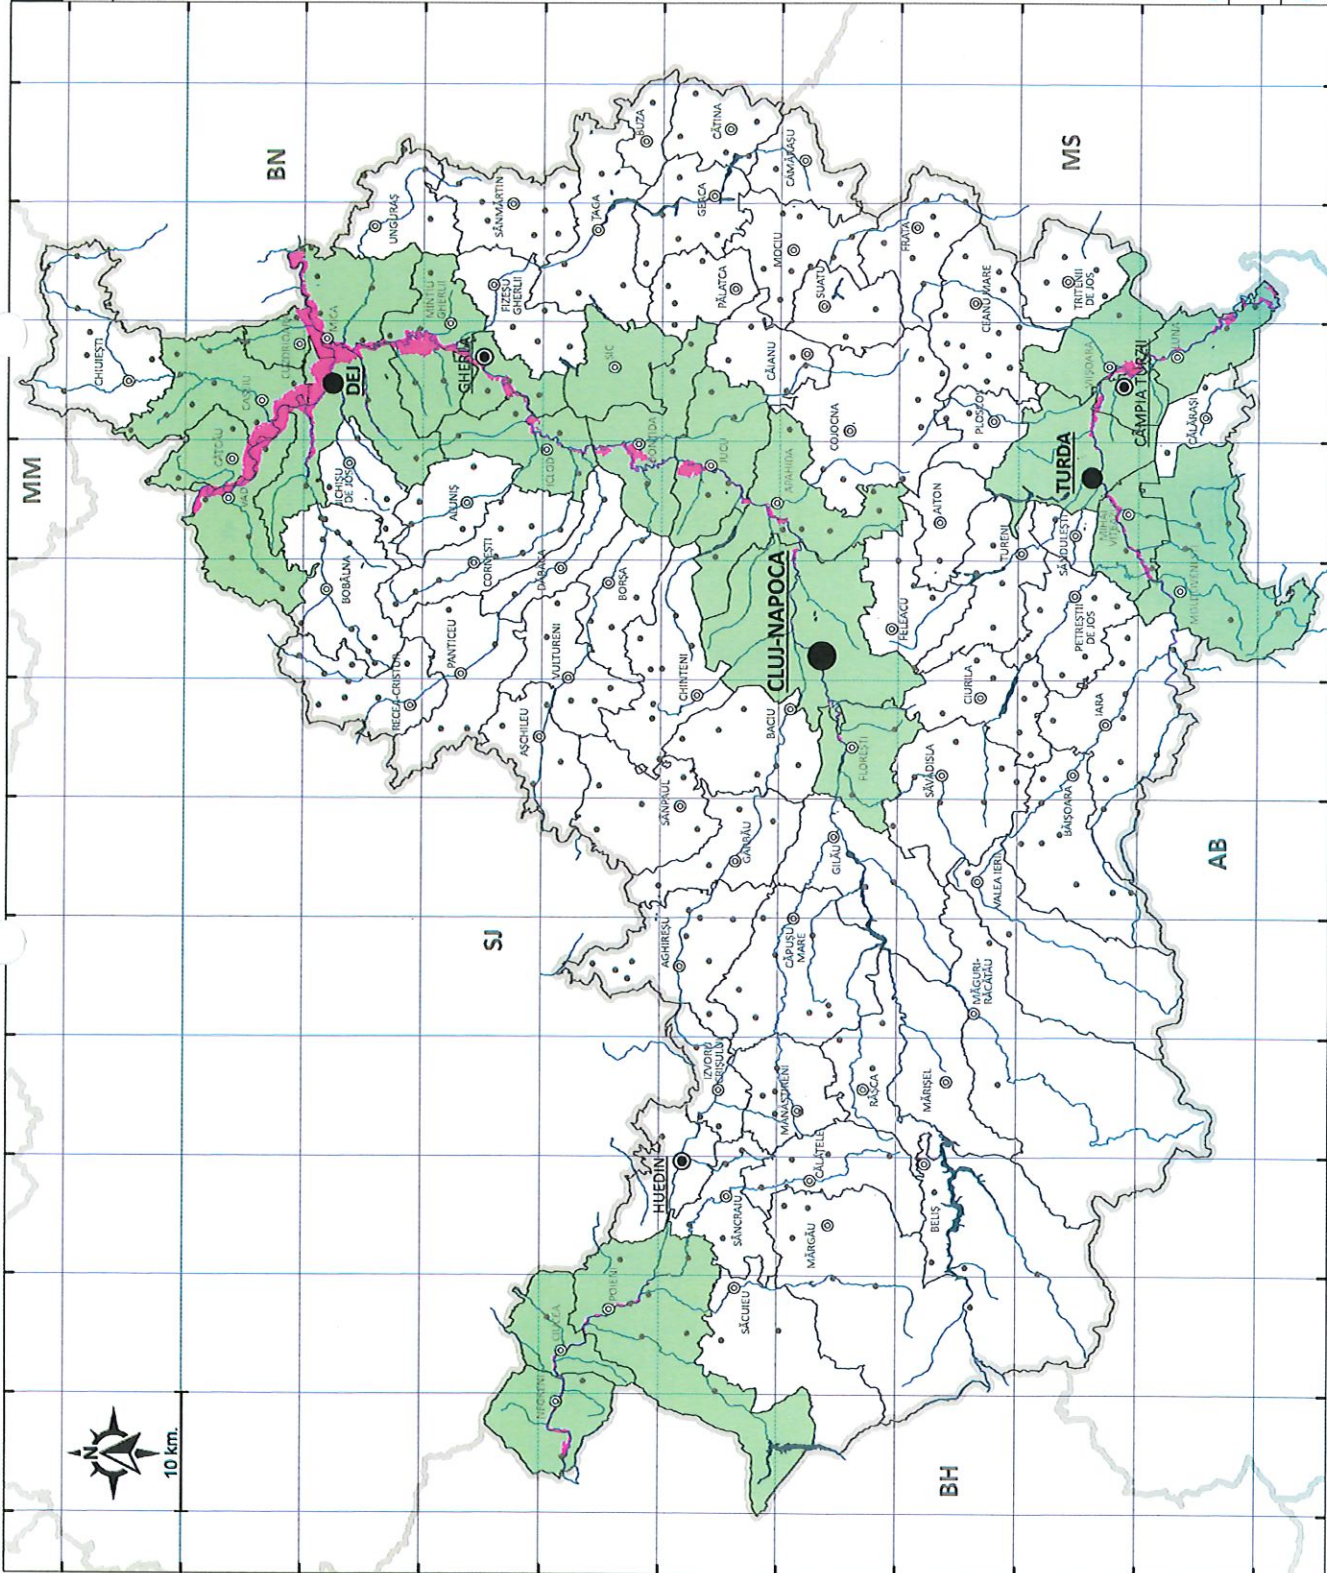 MM
BN
SJ
MS
AB
BH
N
10 km.
CHIUIEȘTI
CÂȚCĂU
VAD
CAȘEIU
MICA
DEJ
UNGURAȘ
MINTIU
GHERLII
SÂNMĂRTIN
GHERLA
FIZEȘU
GHERLII
ȚAGA
BUZA
CĂTINA
GEACA
CĂMĂRAȘU
SIC
PĂLATCA
MOCIU
SUATU
FRATA
CEANU MARE
TRITENII
DE JOS
JICHIȘU
DE JOS
BOBÂLNA
ALUNIȘ
CORNEȘTI
ICLOD
BONȚIDA
JUCU
DĂBÂCA
BORȘA
PANTICEU
RECEA-CRISTUR
VULTURENI
AȘCHILEU
CHINTENI
APAHIDA
CĂIANU
COJOCNA
PLOSCOȘ
AITON
CLUJ-NAPOCA
FELEACU
TURENI
BACIU
FLOREȘTI
SÂNPAUL
GÂRBĂU
GILĂU
SĂVĂDISLA
CIURILA
PETREȘTII
DE JOS
SĂNDULEȘTI
TURDA
CÂMPIA TURZII
VIIȘOARA
LUNA
CĂLĂRAȘI
MIHAI
VITEAZU
MOLDOVENEȘTI
IARA
BĂIȘOARA
VALEA IERII
AGHIREȘU
CĂPUȘU
MARE
MĂGURI-
RĂCĂTĂU
IZVORU
CRIȘULUI
MĂNĂSTIRENI
RÂȘCA
MĂRIȘEL
HUEDIN
SÂNCRAIU
CĂLĂȚELE
MĂRGĂU
BELIȘ
SĂCUIEU
POIENI
CIUCEA
NEGRENI